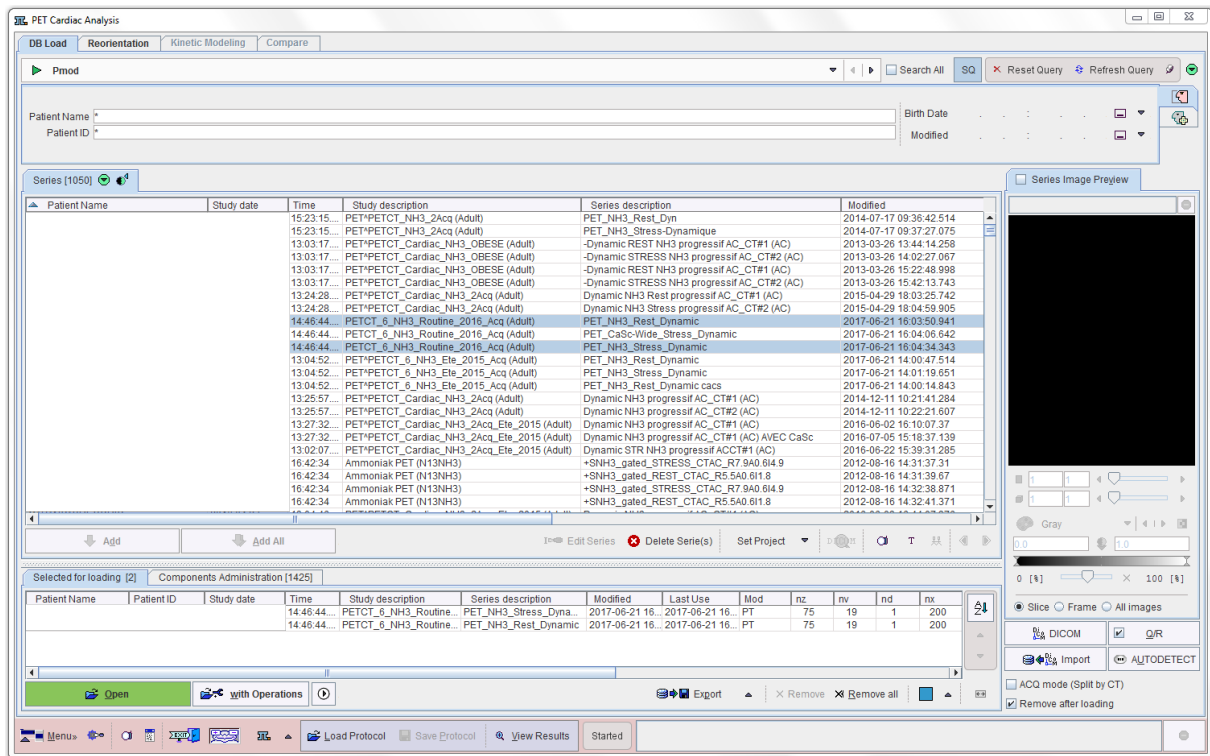 PET Cardiac Analysis
DB Load Reorientation Kinetic Modeling Compare
Pmod Search All SQ Reset Query Refresh Query
Patient Name * Birth Date . . : . .
Patient ID * Modified . . : . .
Series [1050] Series Image Preview
Patient Name Study date Time Study description Series description Modified
15:23:15.... PET^PETCT_NH3_2Acq (Adult) PET_NH3_Rest_Dyn 2014-07-17 09:36:42.514
15:23:15.... PET^PETCT_NH3_2Acq (Adult) PET_NH3_Stress-Dynamique 2014-07-17 09:37:27.075
13:03:17.... PET^PETCT_Cardiac_NH3_OBESE (Adult) -Dynamic REST NH3 progressif AC_CT#1 (AC) 2013-03-26 13:44:14.258
13:03:17.... PET^PETCT_Cardiac_NH3_OBESE (Adult) -Dynamic STRESS NH3 progressif AC_CT#2 (AC) 2013-03-26 14:02:27.067
13:03:17.... PET^PETCT_Cardiac_NH3_OBESE (Adult) -Dynamic REST NH3 progressif AC_CT#1 (AC) 2013-03-26 15:22:48.998
13:03:17.... PET^PETCT_Cardiac_NH3_OBESE (Adult) -Dynamic STRESS NH3 progressif AC_CT#2 (AC) 2013-03-26 15:42:13.743
13:24:28.... PET^PETCT_Cardiac_NH3_2Acq (Adult) Dynamic NH3 Rest progressif AC_CT#1 (AC) 2015-04-29 18:03:25.742
13:24:28.... PET^PETCT_Cardiac_NH3_2Acq (Adult) Dynamic NH3 Stress progressif AC_CT#2 (AC) 2015-04-29 18:04:59.905
14:46:44.... PETCT_6_NH3_Routine_2016_Acq (Adult) PET_NH3_Rest_Dynamic 2017-06-21 16:03:50.941
14:46:44.... PETCT_6_NH3_Routine_2016_Acq (Adult) PET_CaSc-Wide_Stress_Dynamic 2017-06-21 16:04:06.642
14:46:44.... PETCT_6_NH3_Routine_2016_Acq (Adult) PET_NH3_Stress_Dynamic 2017-06-21 16:04:34.343
13:04:52.... PET^PETCT_6_NH3_Ete_2015_Acq (Adult) PET_NH3_Rest_Dynamic 2017-06-21 14:00:47.514
13:04:52.... PET^PETCT_6_NH3_Ete_2015_Acq (Adult) PET_NH3_Stress_Dynamic 2017-06-21 14:01:19.651
13:04:52.... PET^PETCT_6_NH3_Ete_2015_Acq (Adult) PET_NH3_Rest_Dynamic cacs 2017-06-21 14:00:14.843
13:25:57.... PET^PETCT_Cardiac_NH3_2Acq (Adult) Dynamic NH3 progressif AC_CT#1 (AC) 2014-12-11 10:21:41.284
13:25:57.... PET^PETCT_Cardiac_NH3_2Acq (Adult) Dynamic NH3 progressif AC_CT#2 (AC) 2014-12-11 10:22:21.607
13:27:32.... PET^PETCT_Cardiac_NH3_2Acq_Ete_2015 (Adult) Dynamic NH3 progressif AC_CT#1 (AC) 2016-06-02 16:10:07.37
13:27:32.... PET^PETCT_Cardiac_NH3_2Acq_Ete_2015 (Adult) Dynamic NH3 progressif AC_CT#1 (AC) AVEC CaSc 2016-07-05 15:18:37.139
13:02:07.... PET^PETCT_Cardiac_NH3_2Acq_Ete_2015 (Adult) Dynamic STR NH3 progressif ACCT#1 (AC) 2016-06-22 15:39:31.285
16:42:34 Ammoniak PET (N13NH3) +SNH3_gated_STRESS_CTAC_R7.9A0.6I4.9 2012-08-16 14:31:37.31
16:42:34 Ammoniak PET (N13NH3) +SNH3_gated_REST_CTAC_R5.5A0.6I1.8 2012-08-16 14:31:39.67
16:42:34 Ammoniak PET (N13NH3) +SNH3_gated_STRESS_CTAC_R7.9A0.6I4.9 2012-08-16 14:32:38.871
16:42:34 Ammoniak PET (N13NH3) +SNH3_gated_REST_CTAC_R5.5A0.6I1.8 2012-08-16 14:32:41.371
1 1
1 1
Gray
Add Add All Edit Series Delete Serie(s) Set Project T 0.0 1.0
0 [%] 100 [%]
Selected for loading [2] Components Administration [1425]
Patient Name Patient ID Study date Time Study description Series description Modified Last Use Mod nz nv nd nx
14:46:44.... PETCT_6_NH3_Routine... PET_NH3_Stress_Dyna... 2017-06-21 16... 2017-06-21 16... PT 75 19 1 200
14:46:44.... PETCT_6_NH3_Routine... PET_NH3_Rest_Dynamic 2017-06-21 16... 2017-06-21 16... PT 75 19 1 200
Slice Frame All images
DICOM Q/R
Import AUTODETECT
Open with Operations Export Remove Remove all
ACQ mode (Split by CT)
Remove after loading
Menu» Load Protocol Save Protocol View Results Started